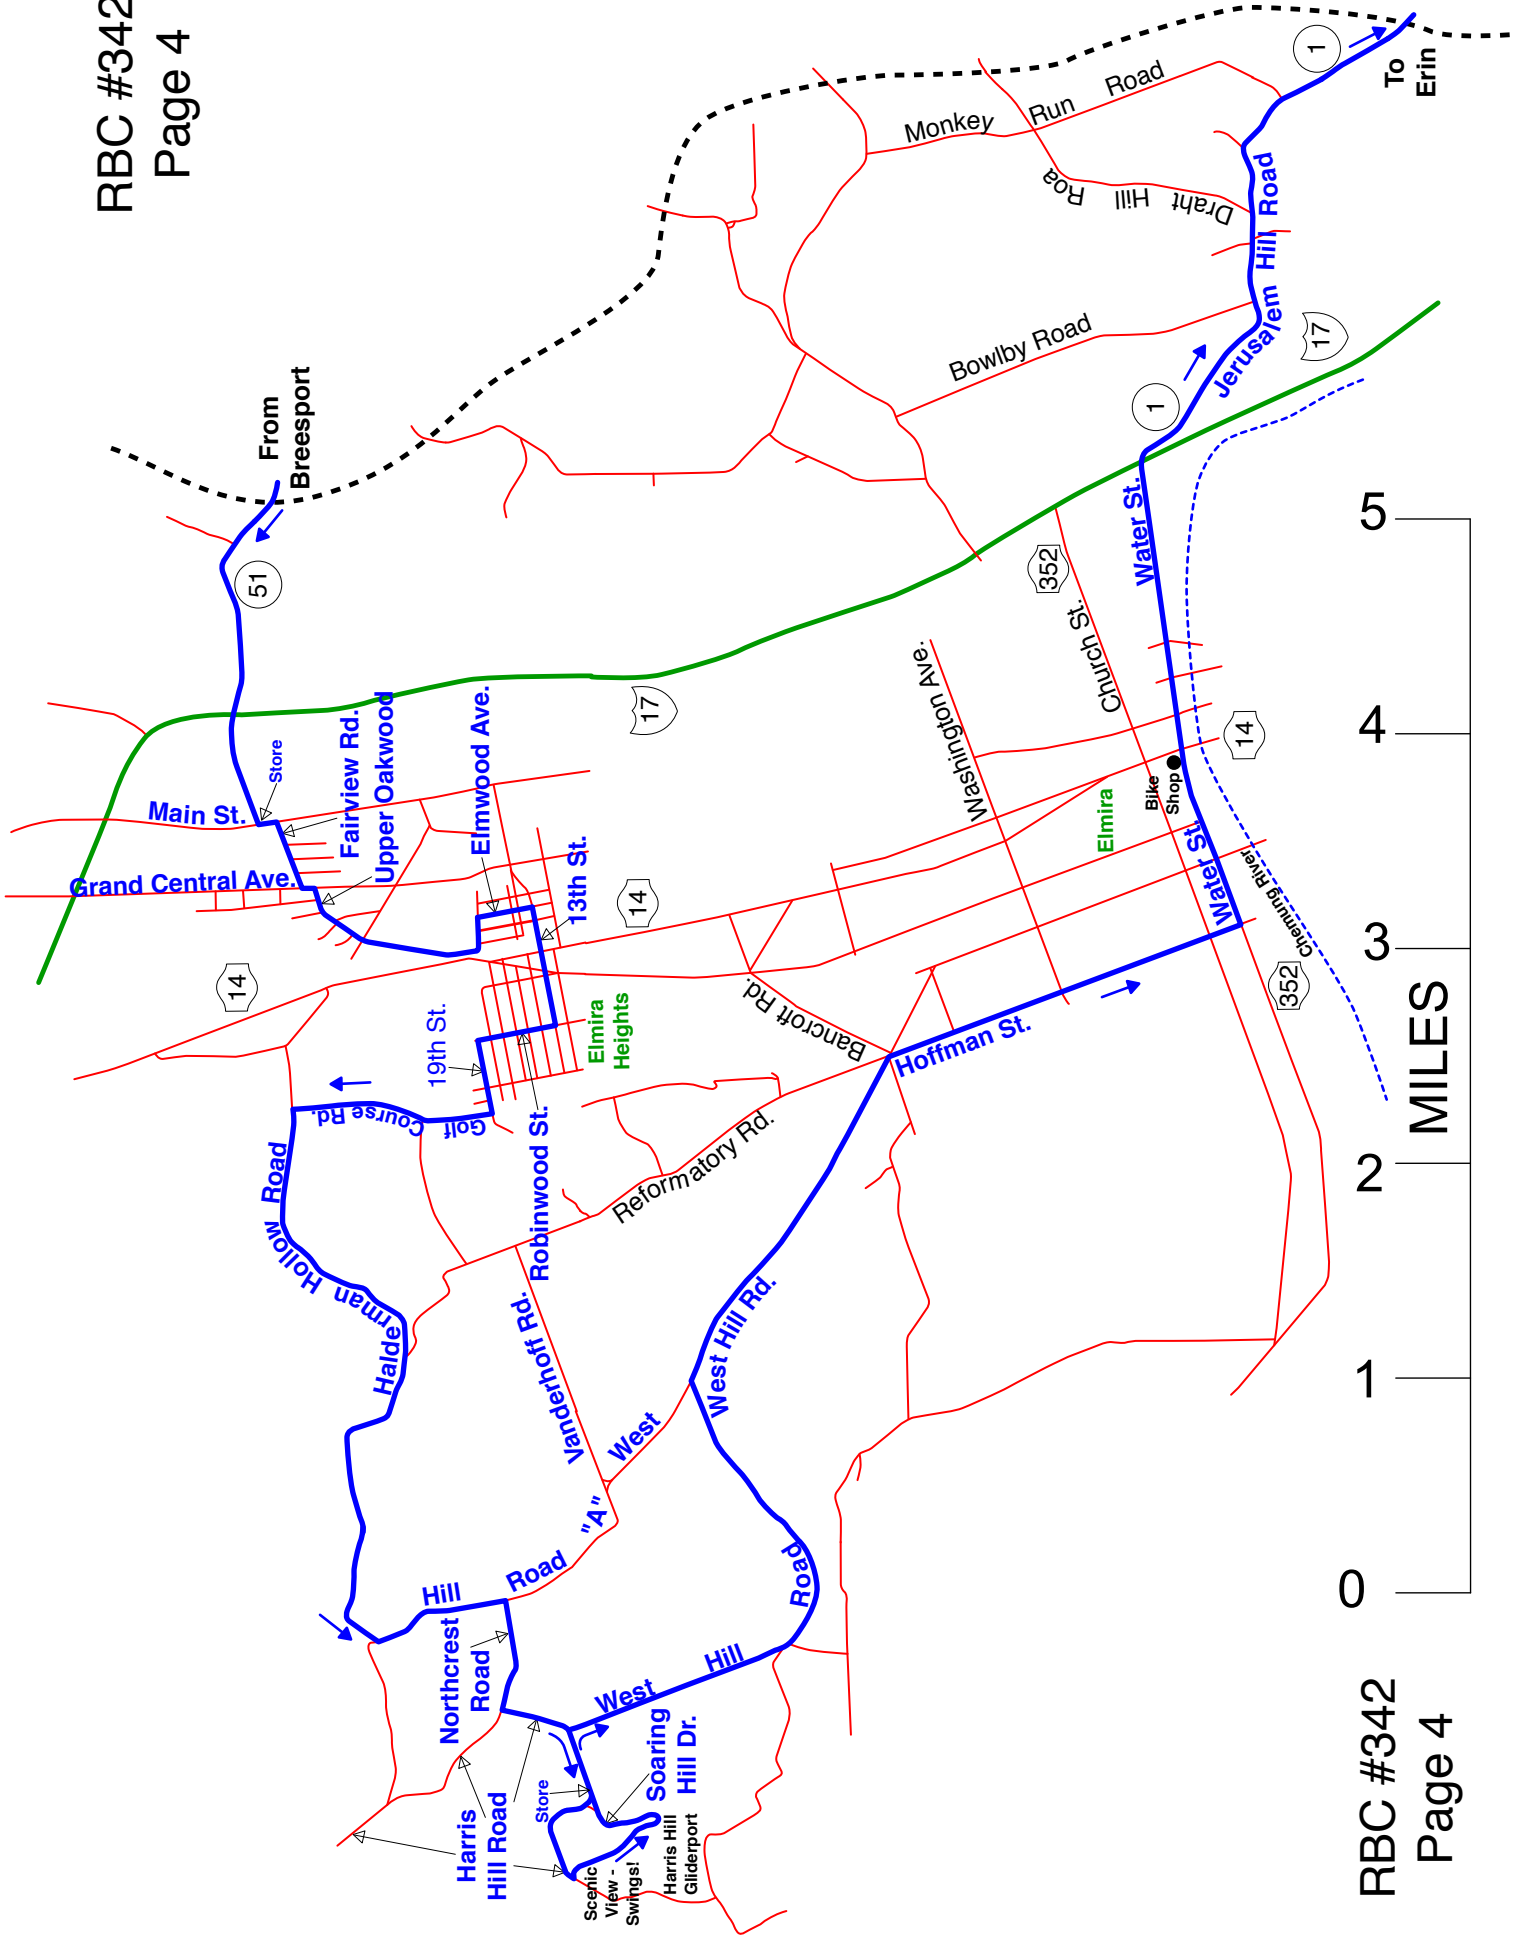 RBC #342
Page 4
From
Breesport
51
Main St.
Store
Fairview Rd.
Upper Oakwood
Grand Central Ave.
Elmwood Ave.
13th St.
17
14
14
19th St.
Elmira
Heights
Robinwood St.
Golf Course Rd.
Halderman Hollow Road
Reformatory Rd.
Bancroft Rd.
Vanderhoff Rd.
West Hill Road "A"
Northcrest
Road
Harris
Hill Road
Store
Soaring
Hill Dr.
Scenic
View -
Swings!
Harris Hill
Gliderport
West Hill Road
West Hill Rd.
Hoffman St.
Washington Ave.
Church St.
352
Elmira
Bike
Shop
14
Water St.
Water St.
Chemung River
352
1
17
Jerusalem Hill Road
Bowlby Road
Monkey Run Road
Draht Hill Roa
1
To
Erin
0 1 2 3 4 5
MILES
RBC #342
Page 4